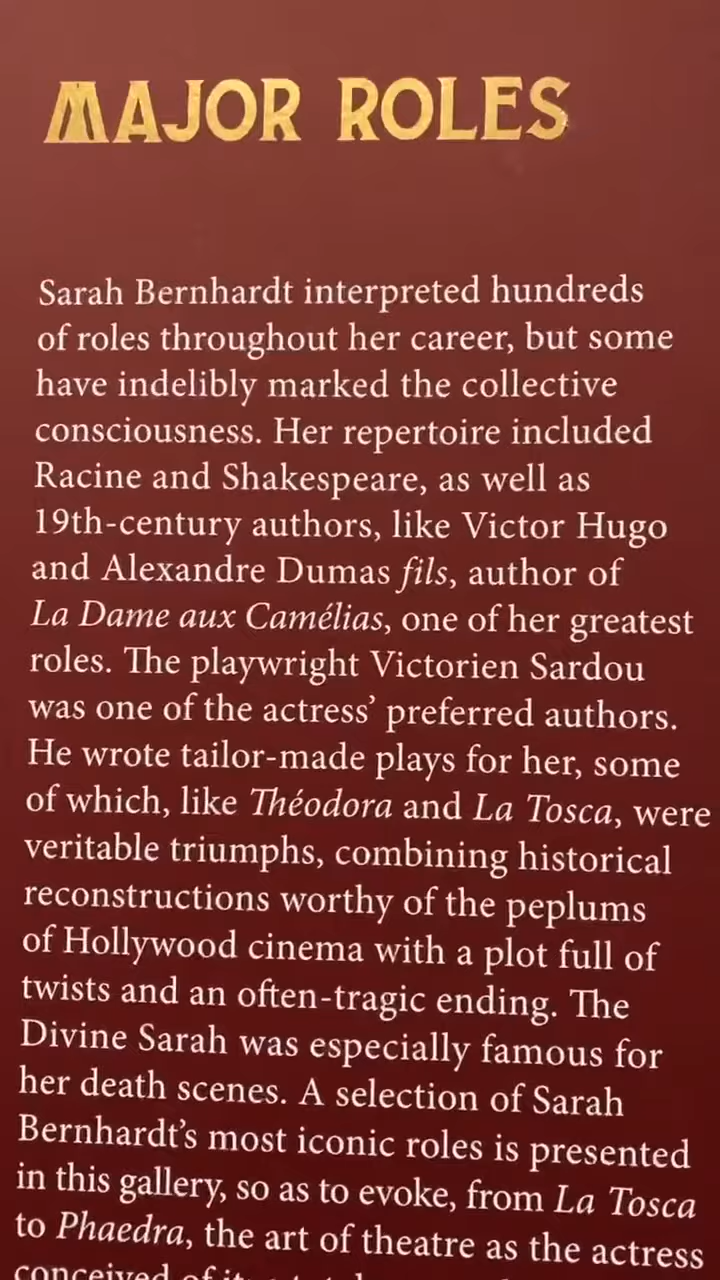 MAJOR ROLES
Sarah Bernhardt interpreted hundreds
of roles throughout her career, but some
have indelibly marked the collective
consciousness. Her repertoire included
Racine and Shakespeare, as well as
19th-century authors, like Victor Hugo
and Alexandre Dumas fils, author of
La Dame aux Camélias, one of her greatest
roles. The playwright Victorien Sardou
was one of the actress’ preferred authors.
He wrote tailor-made plays for her, some
of which, like Théodora and La Tosca, were
veritable triumphs, combining historical
reconstructions worthy of the peplums
of Hollywood cinema with a plot full of
twists and an often-tragic ending. The
Divine Sarah was especially famous for
her death scenes. A selection of Sarah
Bernhardt’s most iconic roles is presented
in this gallery, so as to evoke, from La Tosca
to Phaedra, the art of theatre as the actress
conceived of